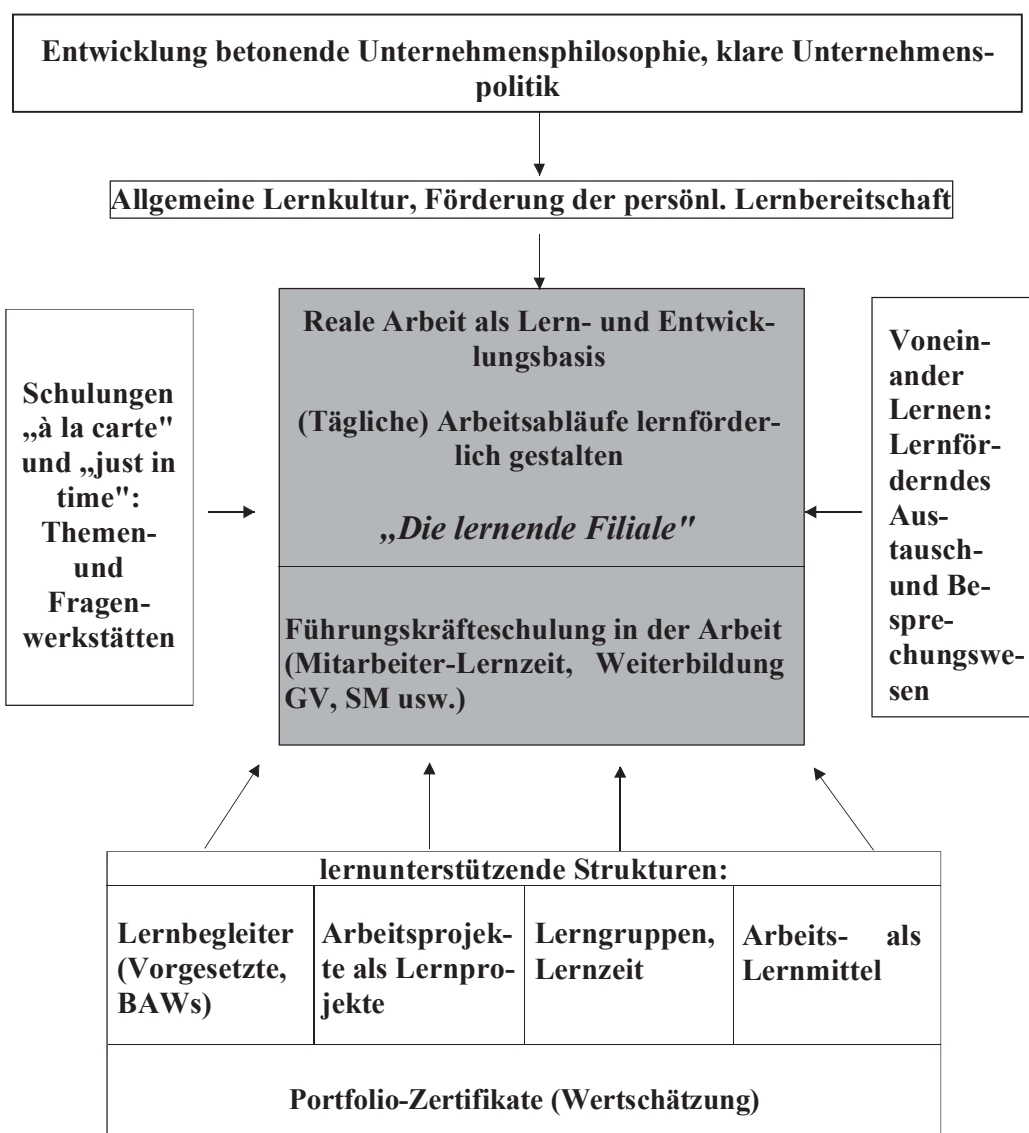 Entwicklung betonende Unternehmensphilosophie, klare Unternehmens-
politik
Allgemeine Lernkultur, Förderung der persönl. Lernbereitschaft
Schulungen
„à la carte"
und „just in
time":
Themen-
und
Fragen-
werkstätten
Reale Arbeit als Lern- und Entwick-
lungsbasis
(Tägliche) Arbeitsabläufe lernförder-
lich gestalten
„Die lernende Filiale"
Führungskräfteschulung in der Arbeit
(Mitarbeiter-Lernzeit, Weiterbildung
GV, SM usw.)
Vonein-
ander
Lernen:
Lernför-
derndes
Aus-
tausch-
und Be-
spre-
chungswe-
sen
lernunterstützende Strukturen:
Lernbegleiter
(Vorgesetzte,
BAWs)
Arbeitsprojek-
te als Lernpro-
jekte
Lerngruppen,
Lernzeit
Arbeits- als
Lernmittel
Portfolio-Zertifikate (Wertschätzung)